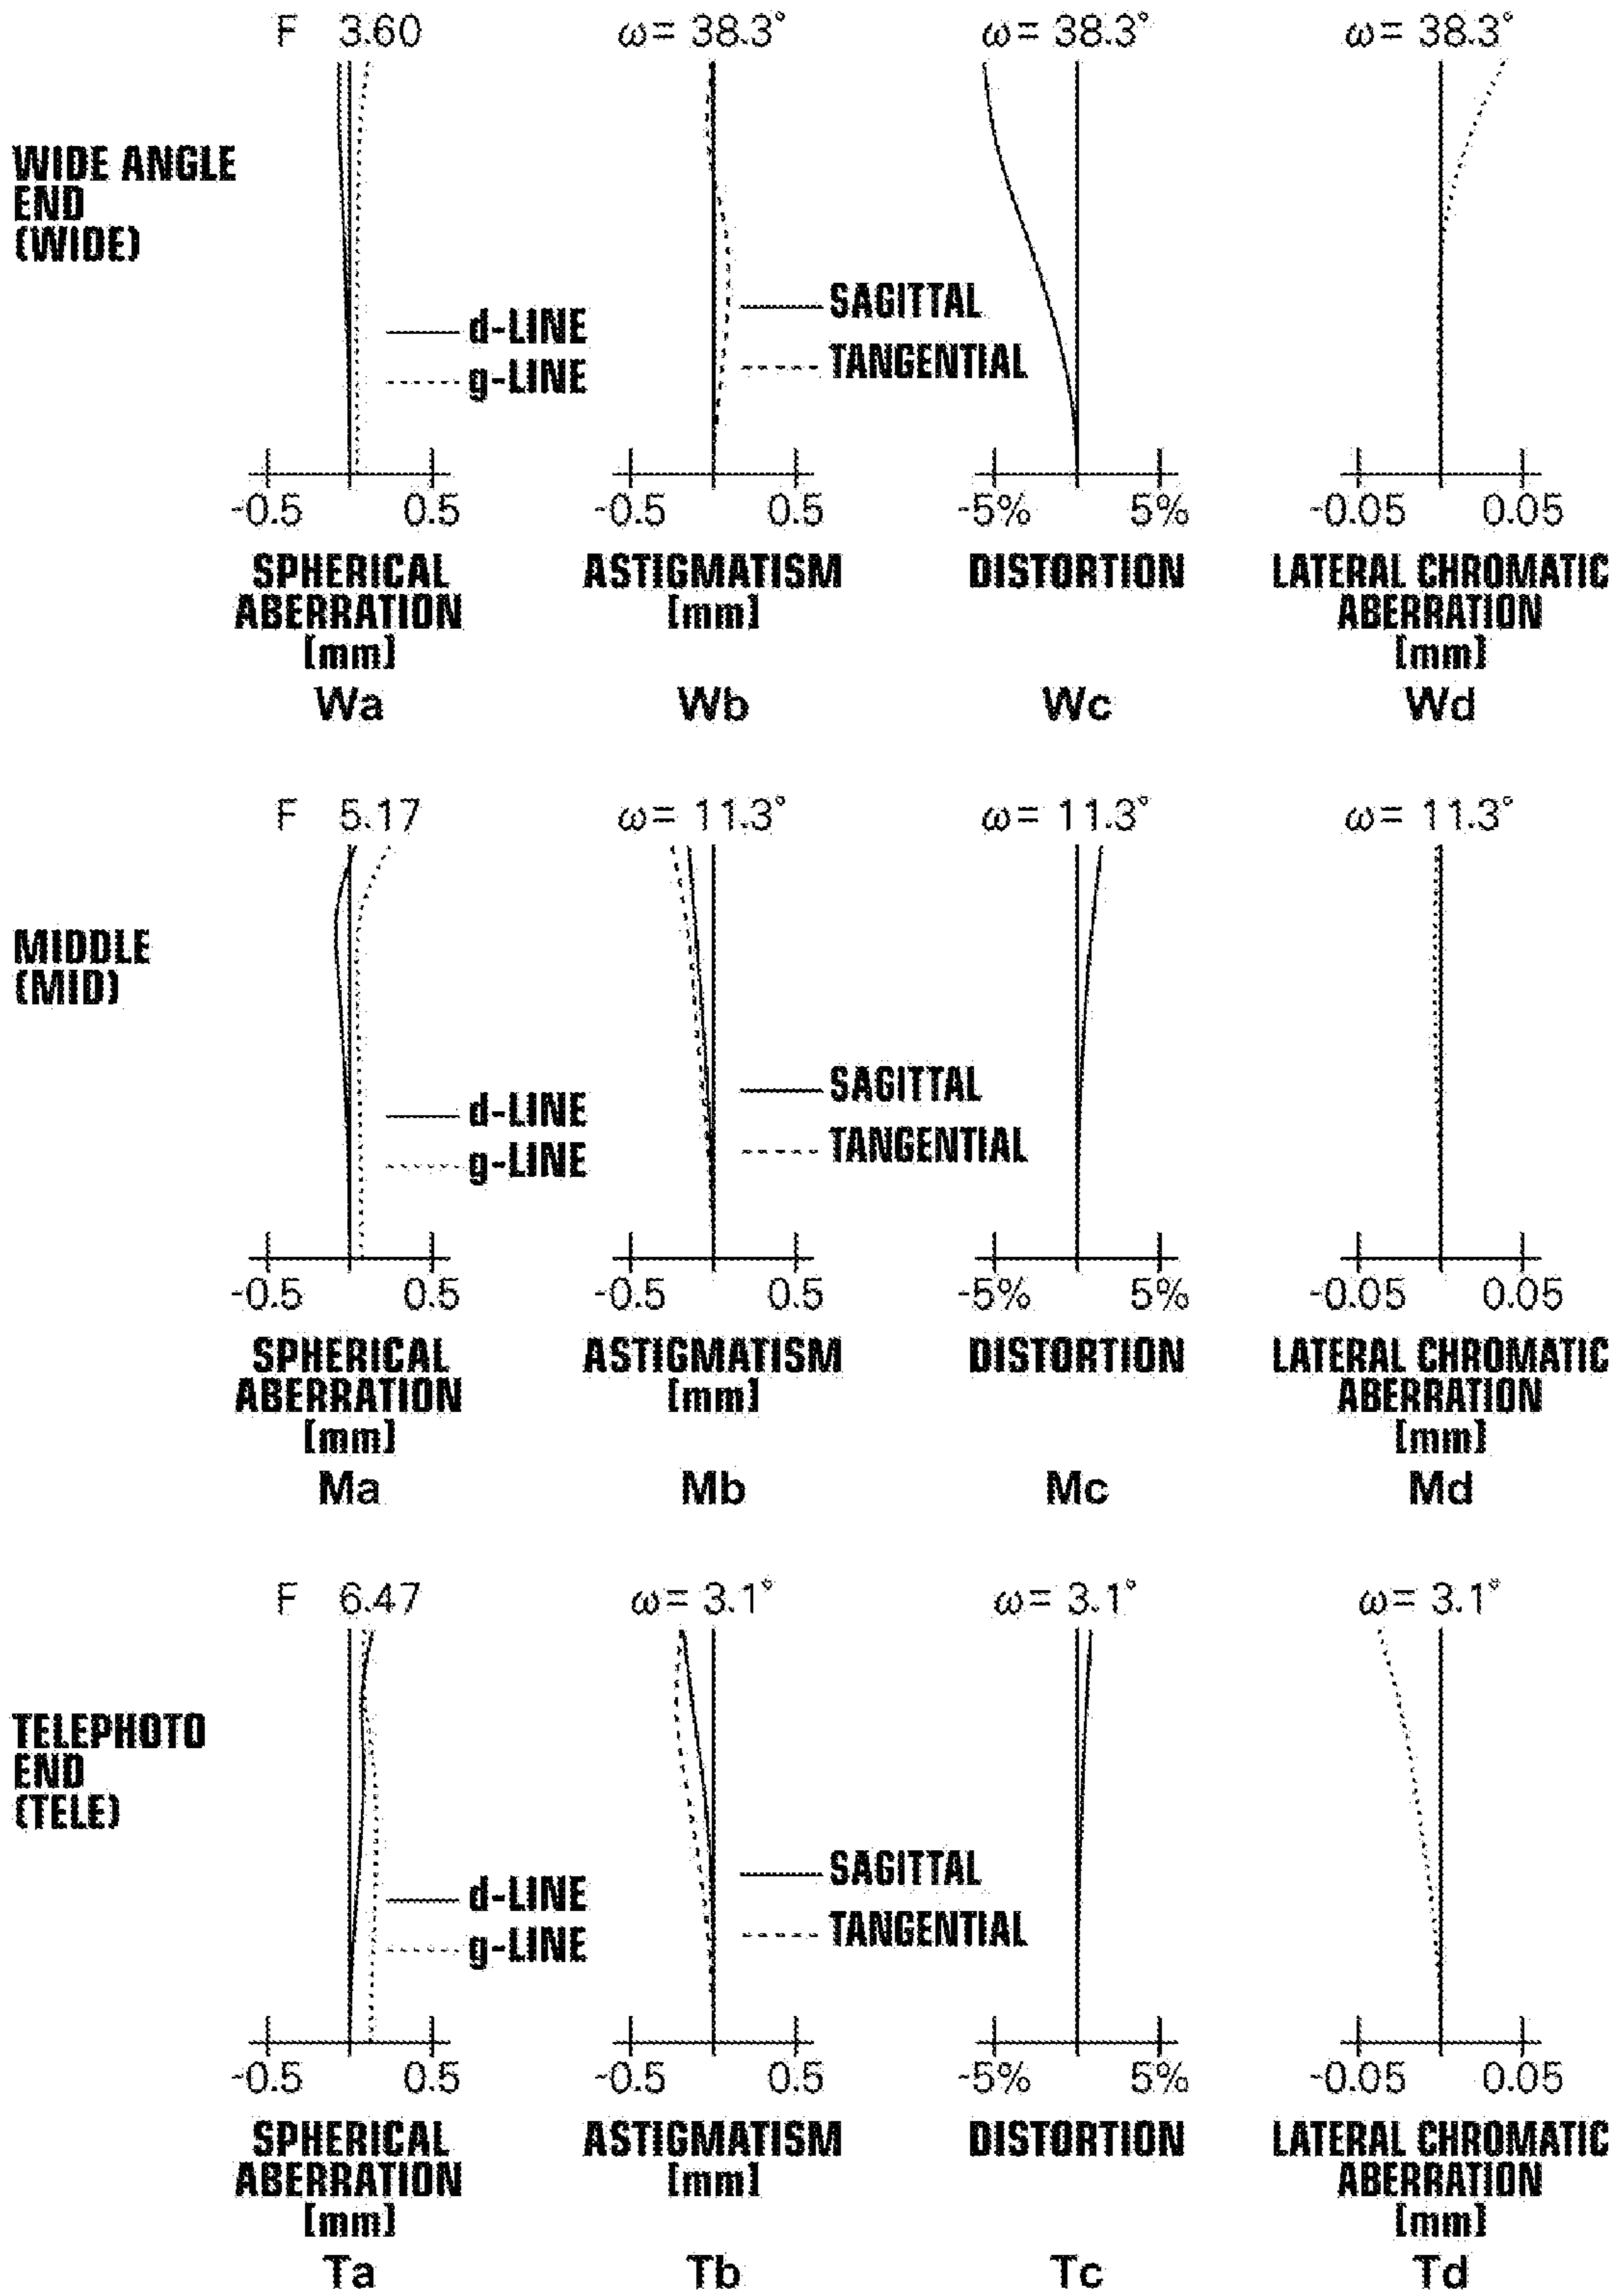 F 3.60
ω= 38.3°
ω= 38.3°
ω= 38.3°
WIDE ANGLE
END
(WIDE)
d-LINE
g-LINE
SAGITTAL
TANGENTIAL
-0.5 0.5
-0.5 0.5
-5% 5%
-0.05 0.05
SPHERICAL
ABERRATION
[mm]
ASTIGMATISM
[mm]
DISTORTION
LATERAL CHROMATIC
ABERRATION
[mm]
Wa
Wb
Wc
Wd
F 5.17
ω= 11.3°
ω= 11.3°
ω= 11.3°
MIDDLE
(MID)
d-LINE
g-LINE
SAGITTAL
TANGENTIAL
-0.5 0.5
-0.5 0.5
-5% 5%
-0.05 0.05
SPHERICAL
ABERRATION
[mm]
ASTIGMATISM
[mm]
DISTORTION
LATERAL CHROMATIC
ABERRATION
[mm]
Ma
Mb
Mc
Md
F 6.47
ω= 3.1°
ω= 3.1°
ω= 3.1°
TELEPHOTO
END
(TELE)
d-LINE
g-LINE
SAGITTAL
TANGENTIAL
-0.5 0.5
-0.5 0.5
-5% 5%
-0.05 0.05
SPHERICAL
ABERRATION
[mm]
ASTIGMATISM
[mm]
DISTORTION
LATERAL CHROMATIC
ABERRATION
[mm]
Ta
Tb
Tc
Td